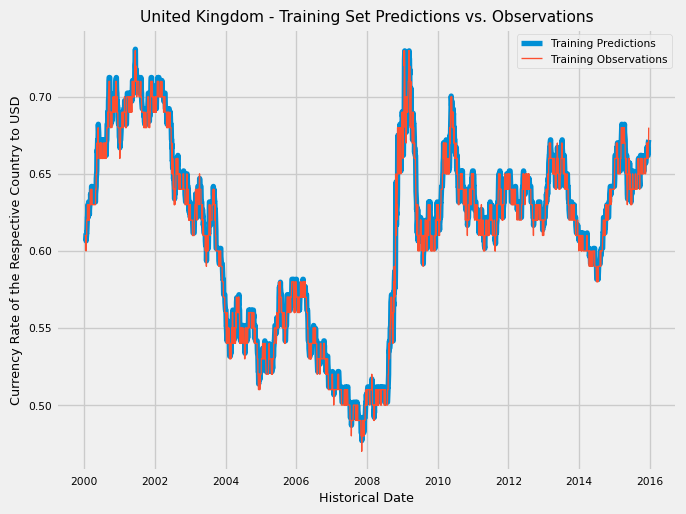 United Kingdom - Training Set Predictions vs. Observations
Training Predictions
Training Observations
Currency Rate of the Respective Country to USD
0.70
0.65
0.60
0.55
0.50
2000
2002
2004
2006
2008
2010
2012
2014
2016
Historical Date